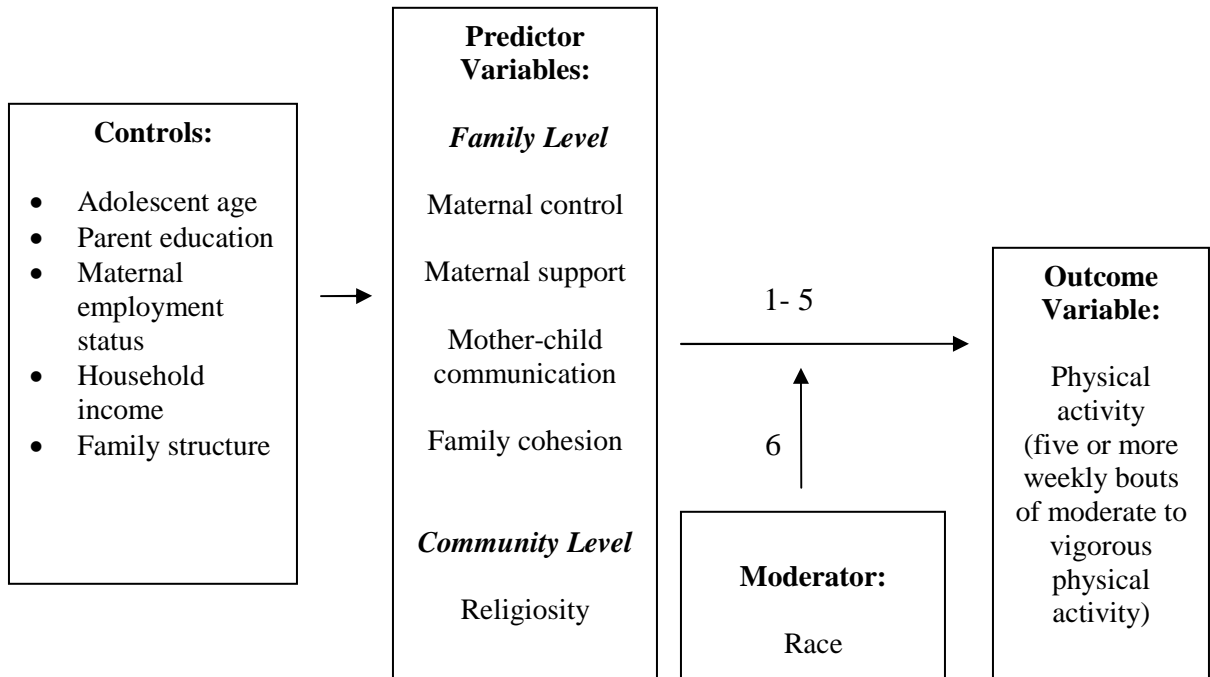 Controls:
• Adolescent age
• Parent education
• Maternal
employment
status
• Household
income
• Family structure
Predictor
Variables:
Family Level
Maternal control
Maternal support
Mother-child
communication
Family cohesion
Community Level
Religiosity
1- 5
6
Moderator:
Race
Outcome
Variable:
Physical
activity
(five or more
weekly bouts
of moderate to
vigorous
physical
activity)